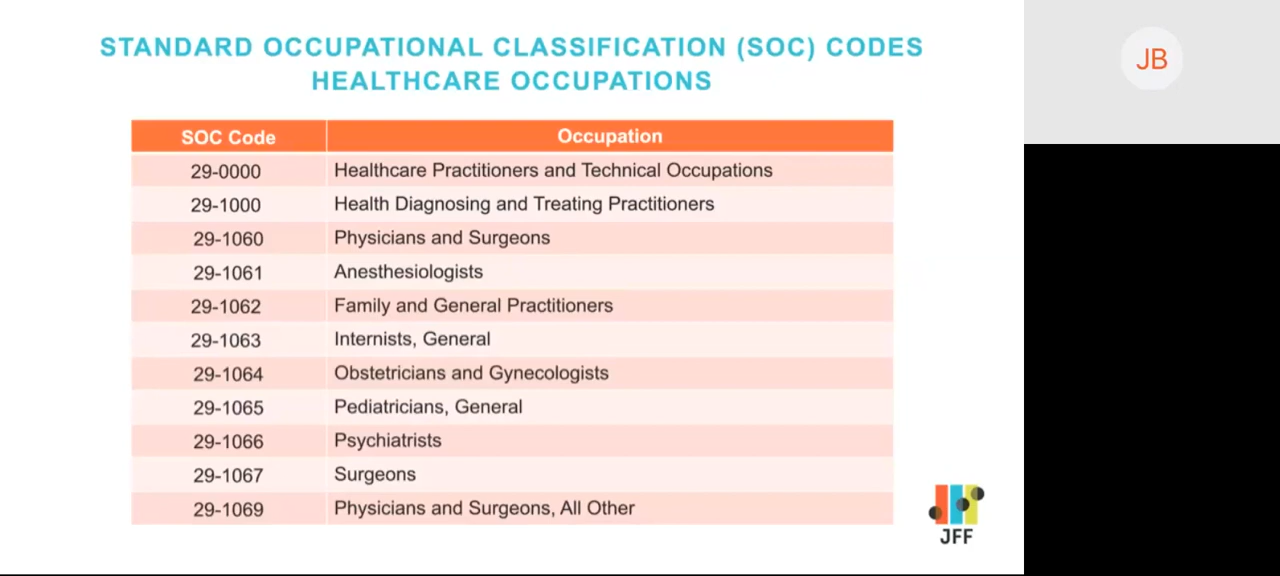 STANDARD OCCUPATIONAL CLASSIFICATION (SOC) CODES
HEALTHCARE OCCUPATIONS
SOC Code Occupation
29-0000 Healthcare Practitioners and Technical Occupations
29-1000 Health Diagnosing and Treating Practitioners
29-1060 Physicians and Surgeons
29-1061 Anesthesiologists
29-1062 Family and General Practitioners
29-1063 Internists, General
29-1064 Obstetricians and Gynecologists
29-1065 Pediatricians, General
29-1066 Psychiatrists
29-1067 Surgeons
29-1069 Physicians and Surgeons, All Other
JFF
JB